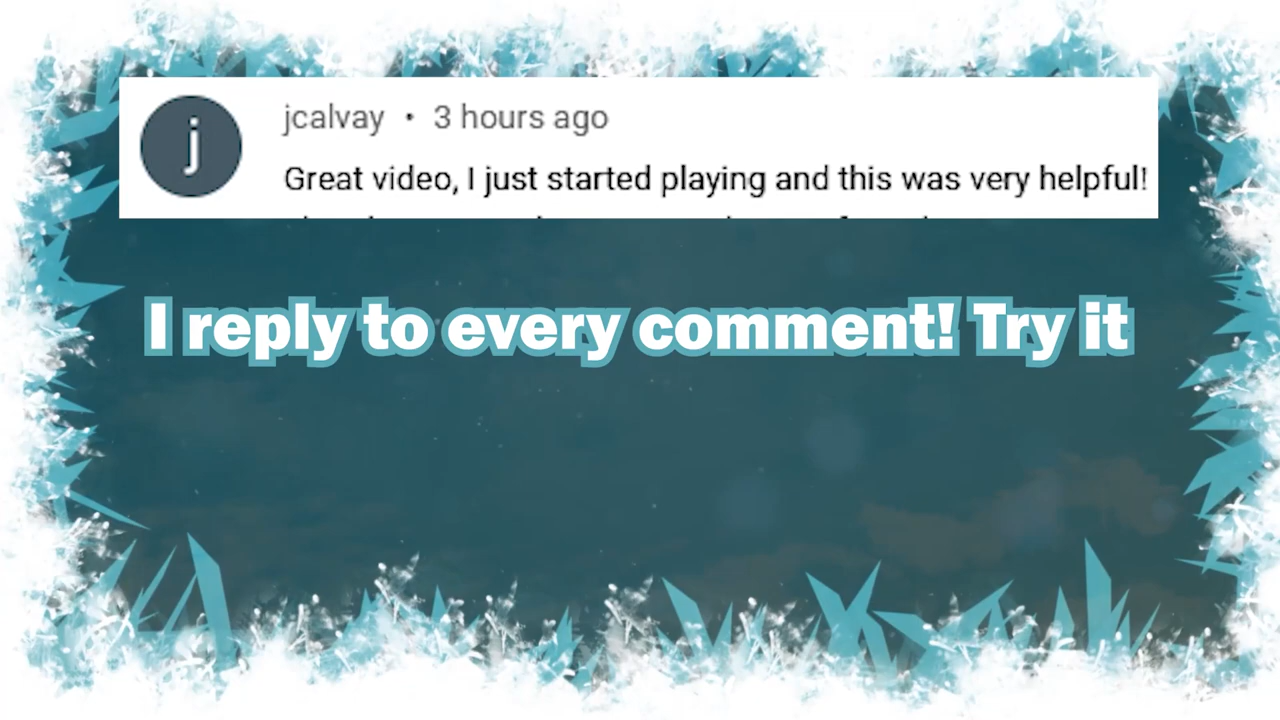 j
jcalvay • 3 hours ago
Great video, I just started playing and this was very helpful!
I reply to every comment! Try it